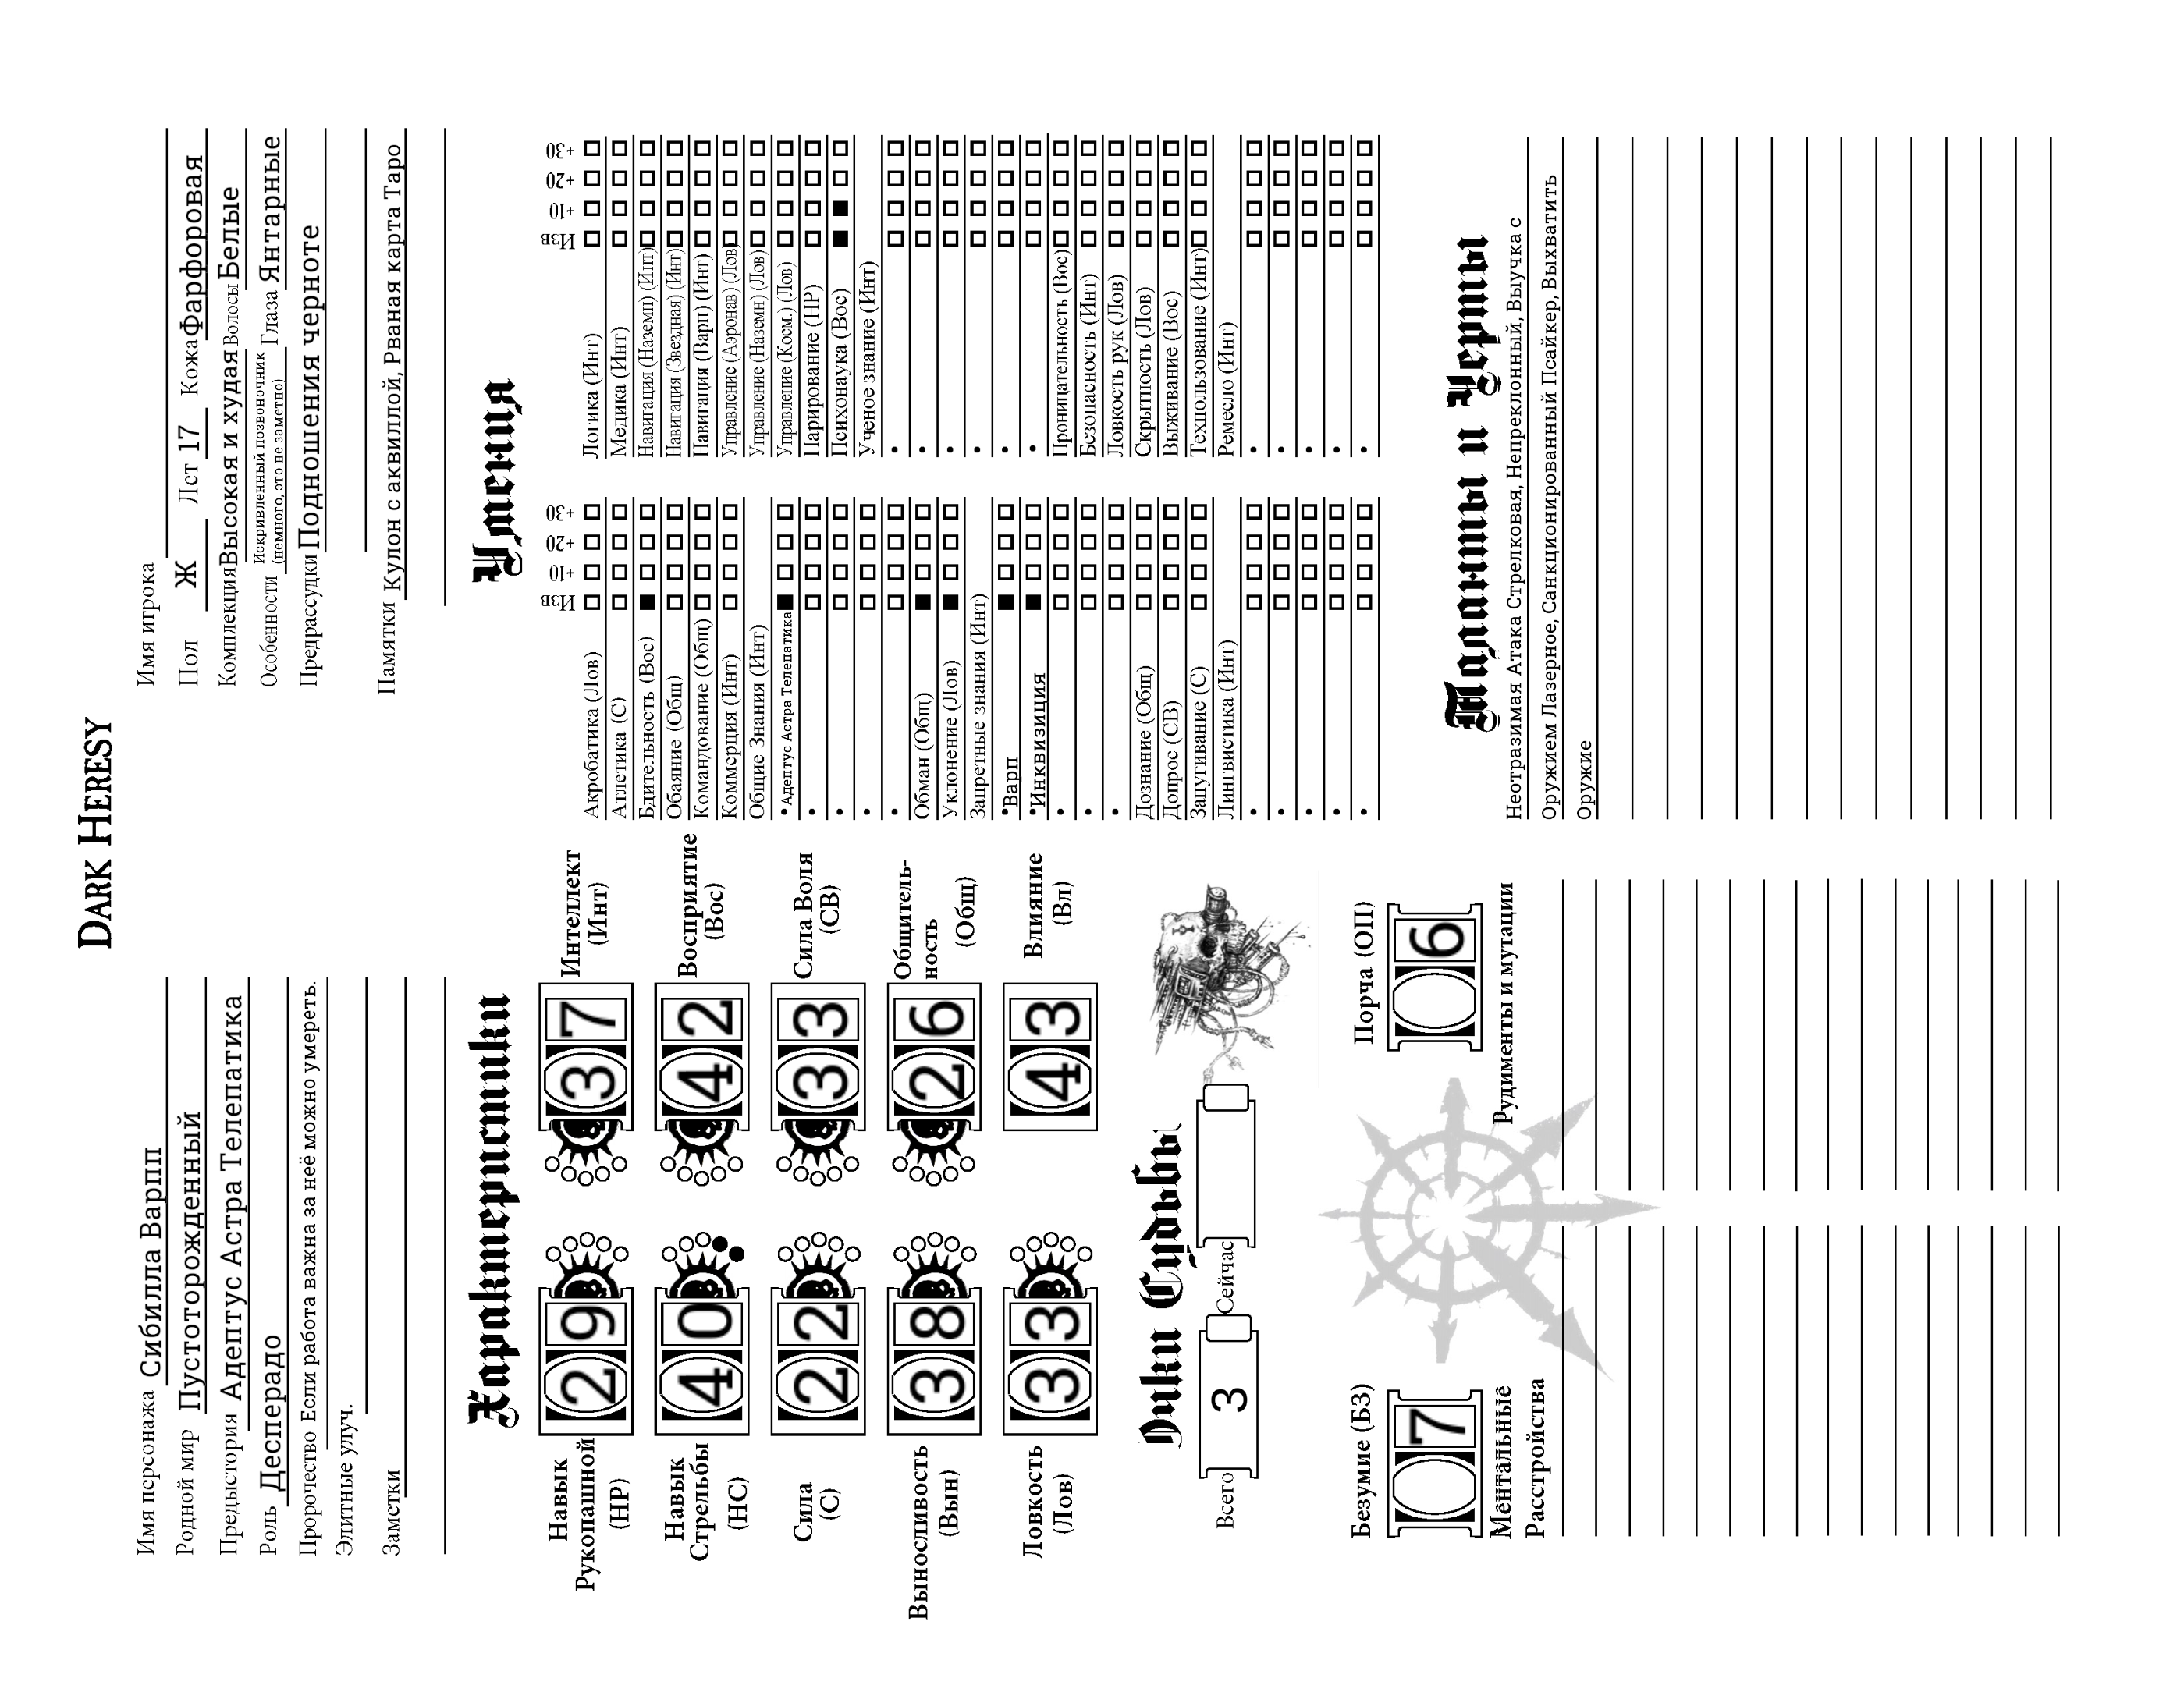 DARK HERESY
Имя персонажа Сибилла Варпп
Родной мир Пустоторожденный
Предыстория Адептус Астра Телепатика
Роль Десперадо
Пророчество Если работа важна за неё можно умереть.
Элитные улуч.
Заметки
Имя игрока
Пол Ж Лет 17 Кожа Фарфоровая
Комплекция Высокая и худая Волосы Белые
Особенности Искривленный позвоночник
(немного, это не заметно) Глаза Янтарные
Предрассудки Подношения черноте
Памятки Кулон с аквилой, Рваная карта Таро
Характеристики
Навык
Рукопашной
(НР)
29
Интеллект
(Инт)
37
Навык
Стрельбы
(НС)
40
Восприятие
(Вос)
42
Сила
(С)
22
Сила Воля
(СВ)
33
Выносливость
(Вын)
38
Общитель-
ность
(Общ)
26
Ловкость
(Лов)
33
Влияние
(Вл)
43
Очки Судьбы
Всего 3 Сейчас
Безумие (БЗ)
07
Ментальные
Расстройства
Порча (ОП)
06
Рудименты и мутации
Умения
Изв +10 +20 +30
Акробатика (Лов)
Атлетика (С)
Бдительность (Вос)
Обаяние (Общ)
Командование (Общ)
Коммерция (Инт)
Общие Знания (Инт)
•Адептус Астра Телепатика
•
•
•
•
Обман (Общ)
Уклонение (Лов)
Запретные знания (Инт)
•Варп
•Инквизиция
•
•
•
Дознание (Общ)
Допрос (СВ)
Запугивание (С)
Лингвистика (Инт)
•
•
•
•
•
Изв +10 +20 +30
Логика (Инт)
Медика (Инт)
Навигация (Наземн) (Инт)
Навигация (Звездная) (Инт)
Навигация (Варп) (Инт)
Управление (Аэронав) (Лов)
Управление (Наземн) (Лов)
Управление (Косм.) (Лов)
Парирование (НР)
Психонаука (Вос)
Ученое знание (Инт)
•
•
•
•
•
•
Проницательность (Вос)
Безопасность (Инт)
Ловкость рук (Лов)
Скрытность (Лов)
Выживание (Вос)
Техпользование (Инт)
Ремесло (Инт)
•
•
•
•
•
Таланты и Черты
Неотразимая Атака Стрелковая, Непреклонный, Выучка с
Оружием Лазерное, Санкционированный Псайкер, Выхватить
Оружие